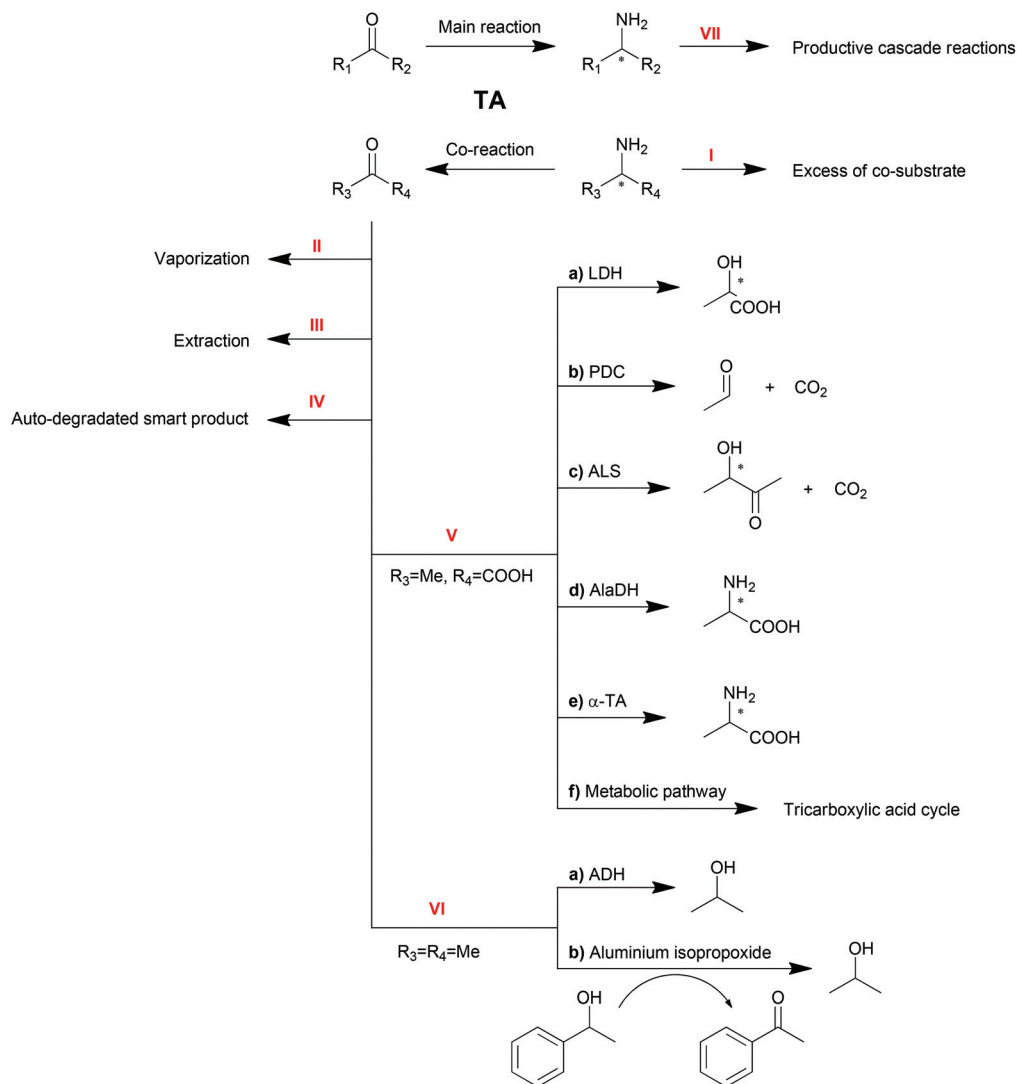 O
Main reaction
NH2
VII
R1
R2
R1
*
R2
Productive cascade reactions
TA
O
Co-reaction
NH2
I
R3
R4
R3
*
R4
Excess of co-substrate
II
Vaporization
III
Extraction
IV
Auto-degradated smart product
V
R3=Me, R4=COOH
a) LDH
OH
*
COOH
b) PDC
O
+ CO2
c) ALS
OH
*
O
+ CO2
d) AlaDH
NH2
*
COOH
e) α-TA
NH2
*
COOH
f) Metabolic pathway
Tricarboxylic acid cycle
VI
R3=R4=Me
a) ADH
OH
b) Aluminium isopropoxide
OH
OH
O